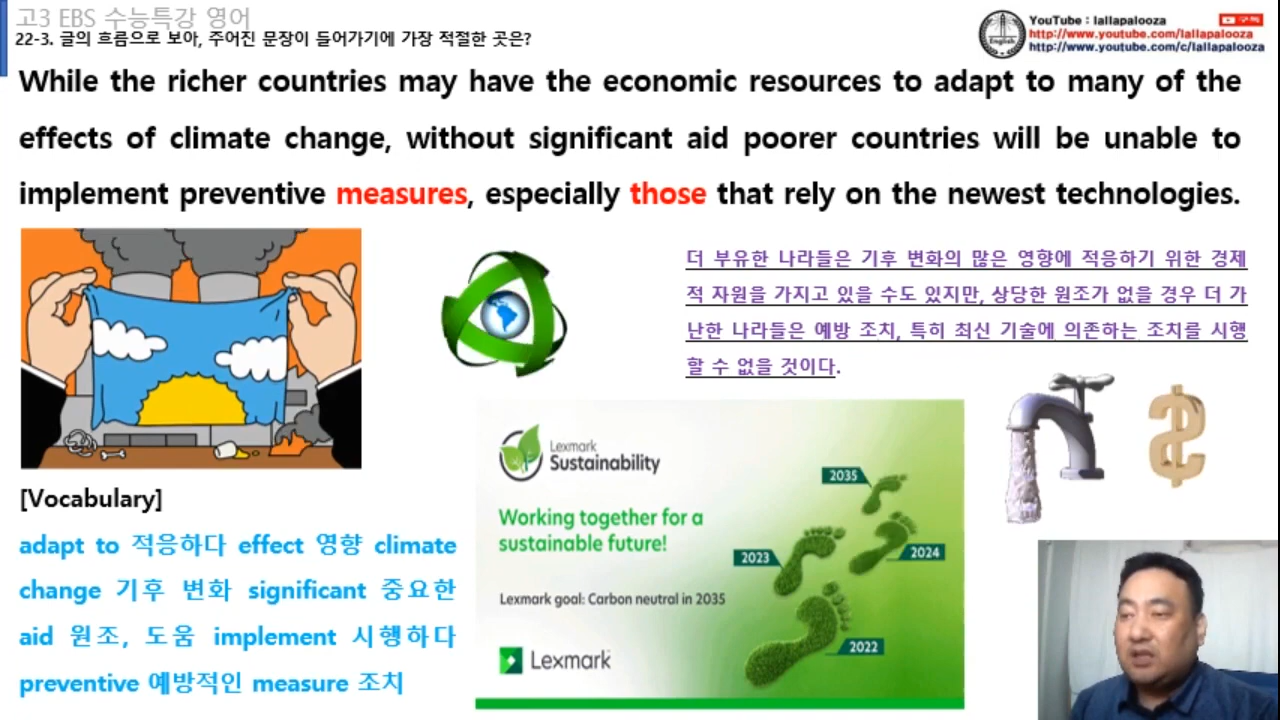 고3 EBS 수능특강 영어
22-3. 글의 흐름으로 보아, 주어진 문장이 들어가기에 가장 적절한 곳은?
YouTube : lallapalooza
구독
http://www.youtube.com/lallapalooza
http://www.youtube.com/c/lallapalooza
English
While the richer countries may have the economic resources to adapt to many of the
effects of climate change, without significant aid poorer countries will be unable to
implement preventive measures, especially those that rely on the newest technologies.
더 부유한 나라들은 기후 변화의 많은 영향에 적응하기 위한 경제
적 자원을 가지고 있을 수도 있지만, 상당한 원조가 없을 경우 더 가
난한 나라들은 예방 조치, 특히 최신 기술에 의존하는 조치를 시행
할 수 없을 것이다.
[Vocabulary]
adapt to 적응하다 effect 영향 climate
change 기후 변화 significant 중요한
aid 원조, 도움 implement 시행하다
preventive 예방적인 measure 조치
Lexmark
Sustainability
Working together for a
sustainable future!
Lexmark goal: Carbon neutral in 2035
Lexmark
2035
2024
2023
2022